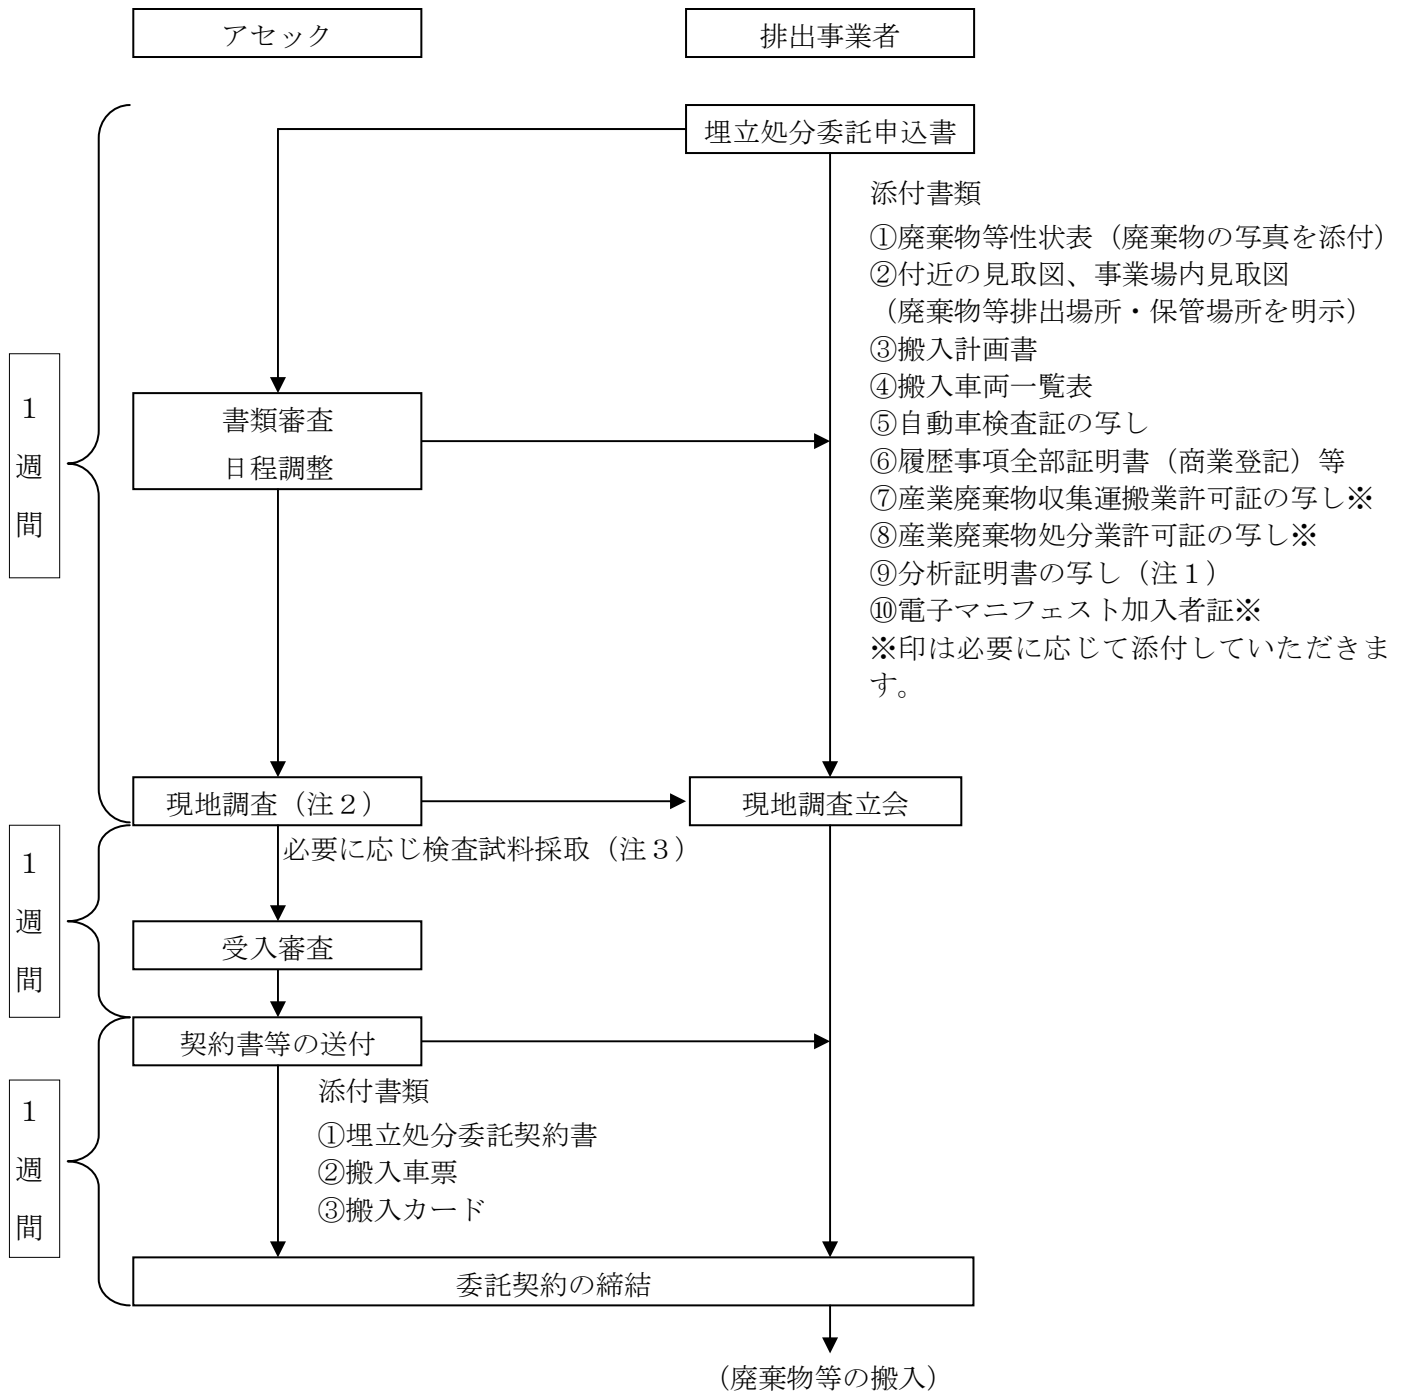 アセック
排出事業者
埋立処分委託申込書
添付書類
①廃棄物等性状表（廃棄物の写真を添付）
②付近の見取図、事業場内見取図
（廃棄物等排出場所・保管場所を明示）
③搬入計画書
④搬入車両一覧表
⑤自動車検査証の写し
⑥履歴事項全部証明書（商業登記）等
⑦産業廃棄物収集運搬業許可証の写し※
⑧産業廃棄物処分業許可証の写し※
⑨分析証明書の写し（注１）
⑩電子マニフェスト加入者証※
※印は必要に応じて添付していただきま
す。
１
週
間
書類審査
日程調整
現地調査（注２）
現地調査立会
必要に応じ検査試料採取（注３）
１
週
間
受入審査
契約書等の送付
添付書類
①埋立処分委託契約書
②搬入車票
③搬入カード
１
週
間
委託契約の締結
（廃棄物等の搬入）